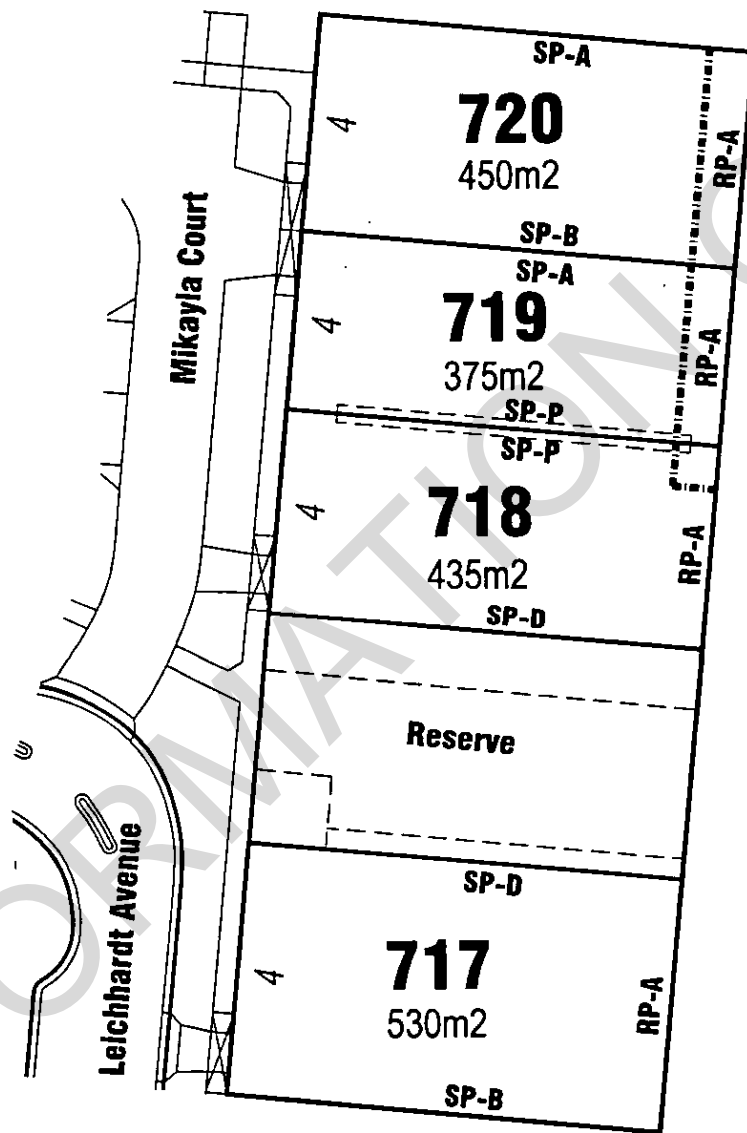 SP-A
720
450m2
4
RP-A
SP-B
Mikayla Court
SP-A
719
375m2
4
RP-A
SP-P
SP-P
718
435m2
4
RP-A
SP-D
Reserve
SP-D
Leichhardt Avenue
717
530m2
4
RP-A
SP-B
ORMATION